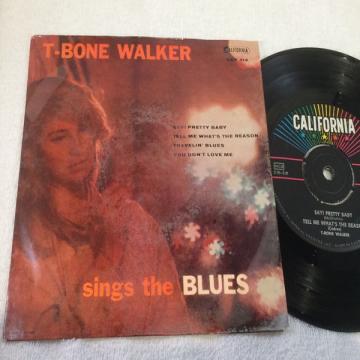 T-BONE WALKER
CALIFORNIA
SAY! PRETTY BABY
TELL ME WHAT'S THE REASON
TRAVELIN' BLUES
YOU DON'T LOVE ME
sings the BLUES
CALIFORNIA
SAY! PRETTY BABY
TELL ME WHAT'S THE REASON
T-BONE WALKER